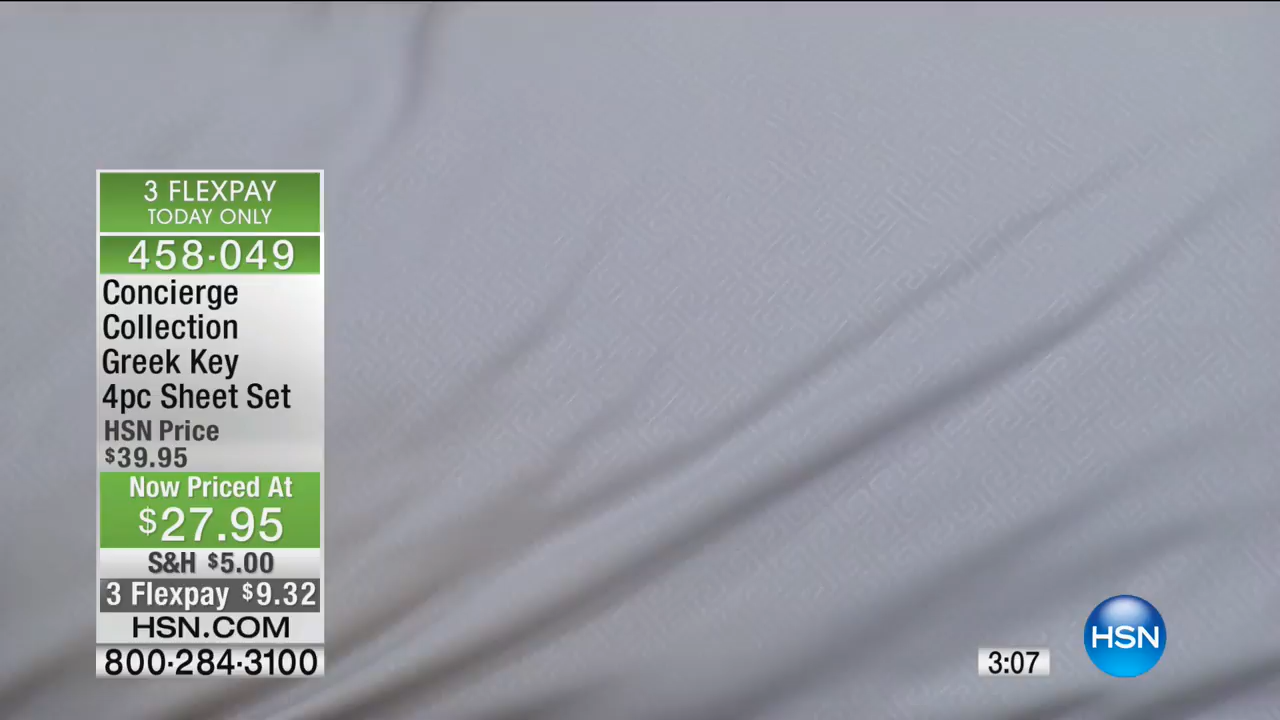 3 FLEXPAY
TODAY ONLY
458·049
Concierge
Collection
Greek Key
4pc Sheet Set
HSN Price
$39.95
Now Priced At
$27.95
S&H $5.00
3 Flexpay $9.32
HSN.COM
800·284·3100
3:07
HSN